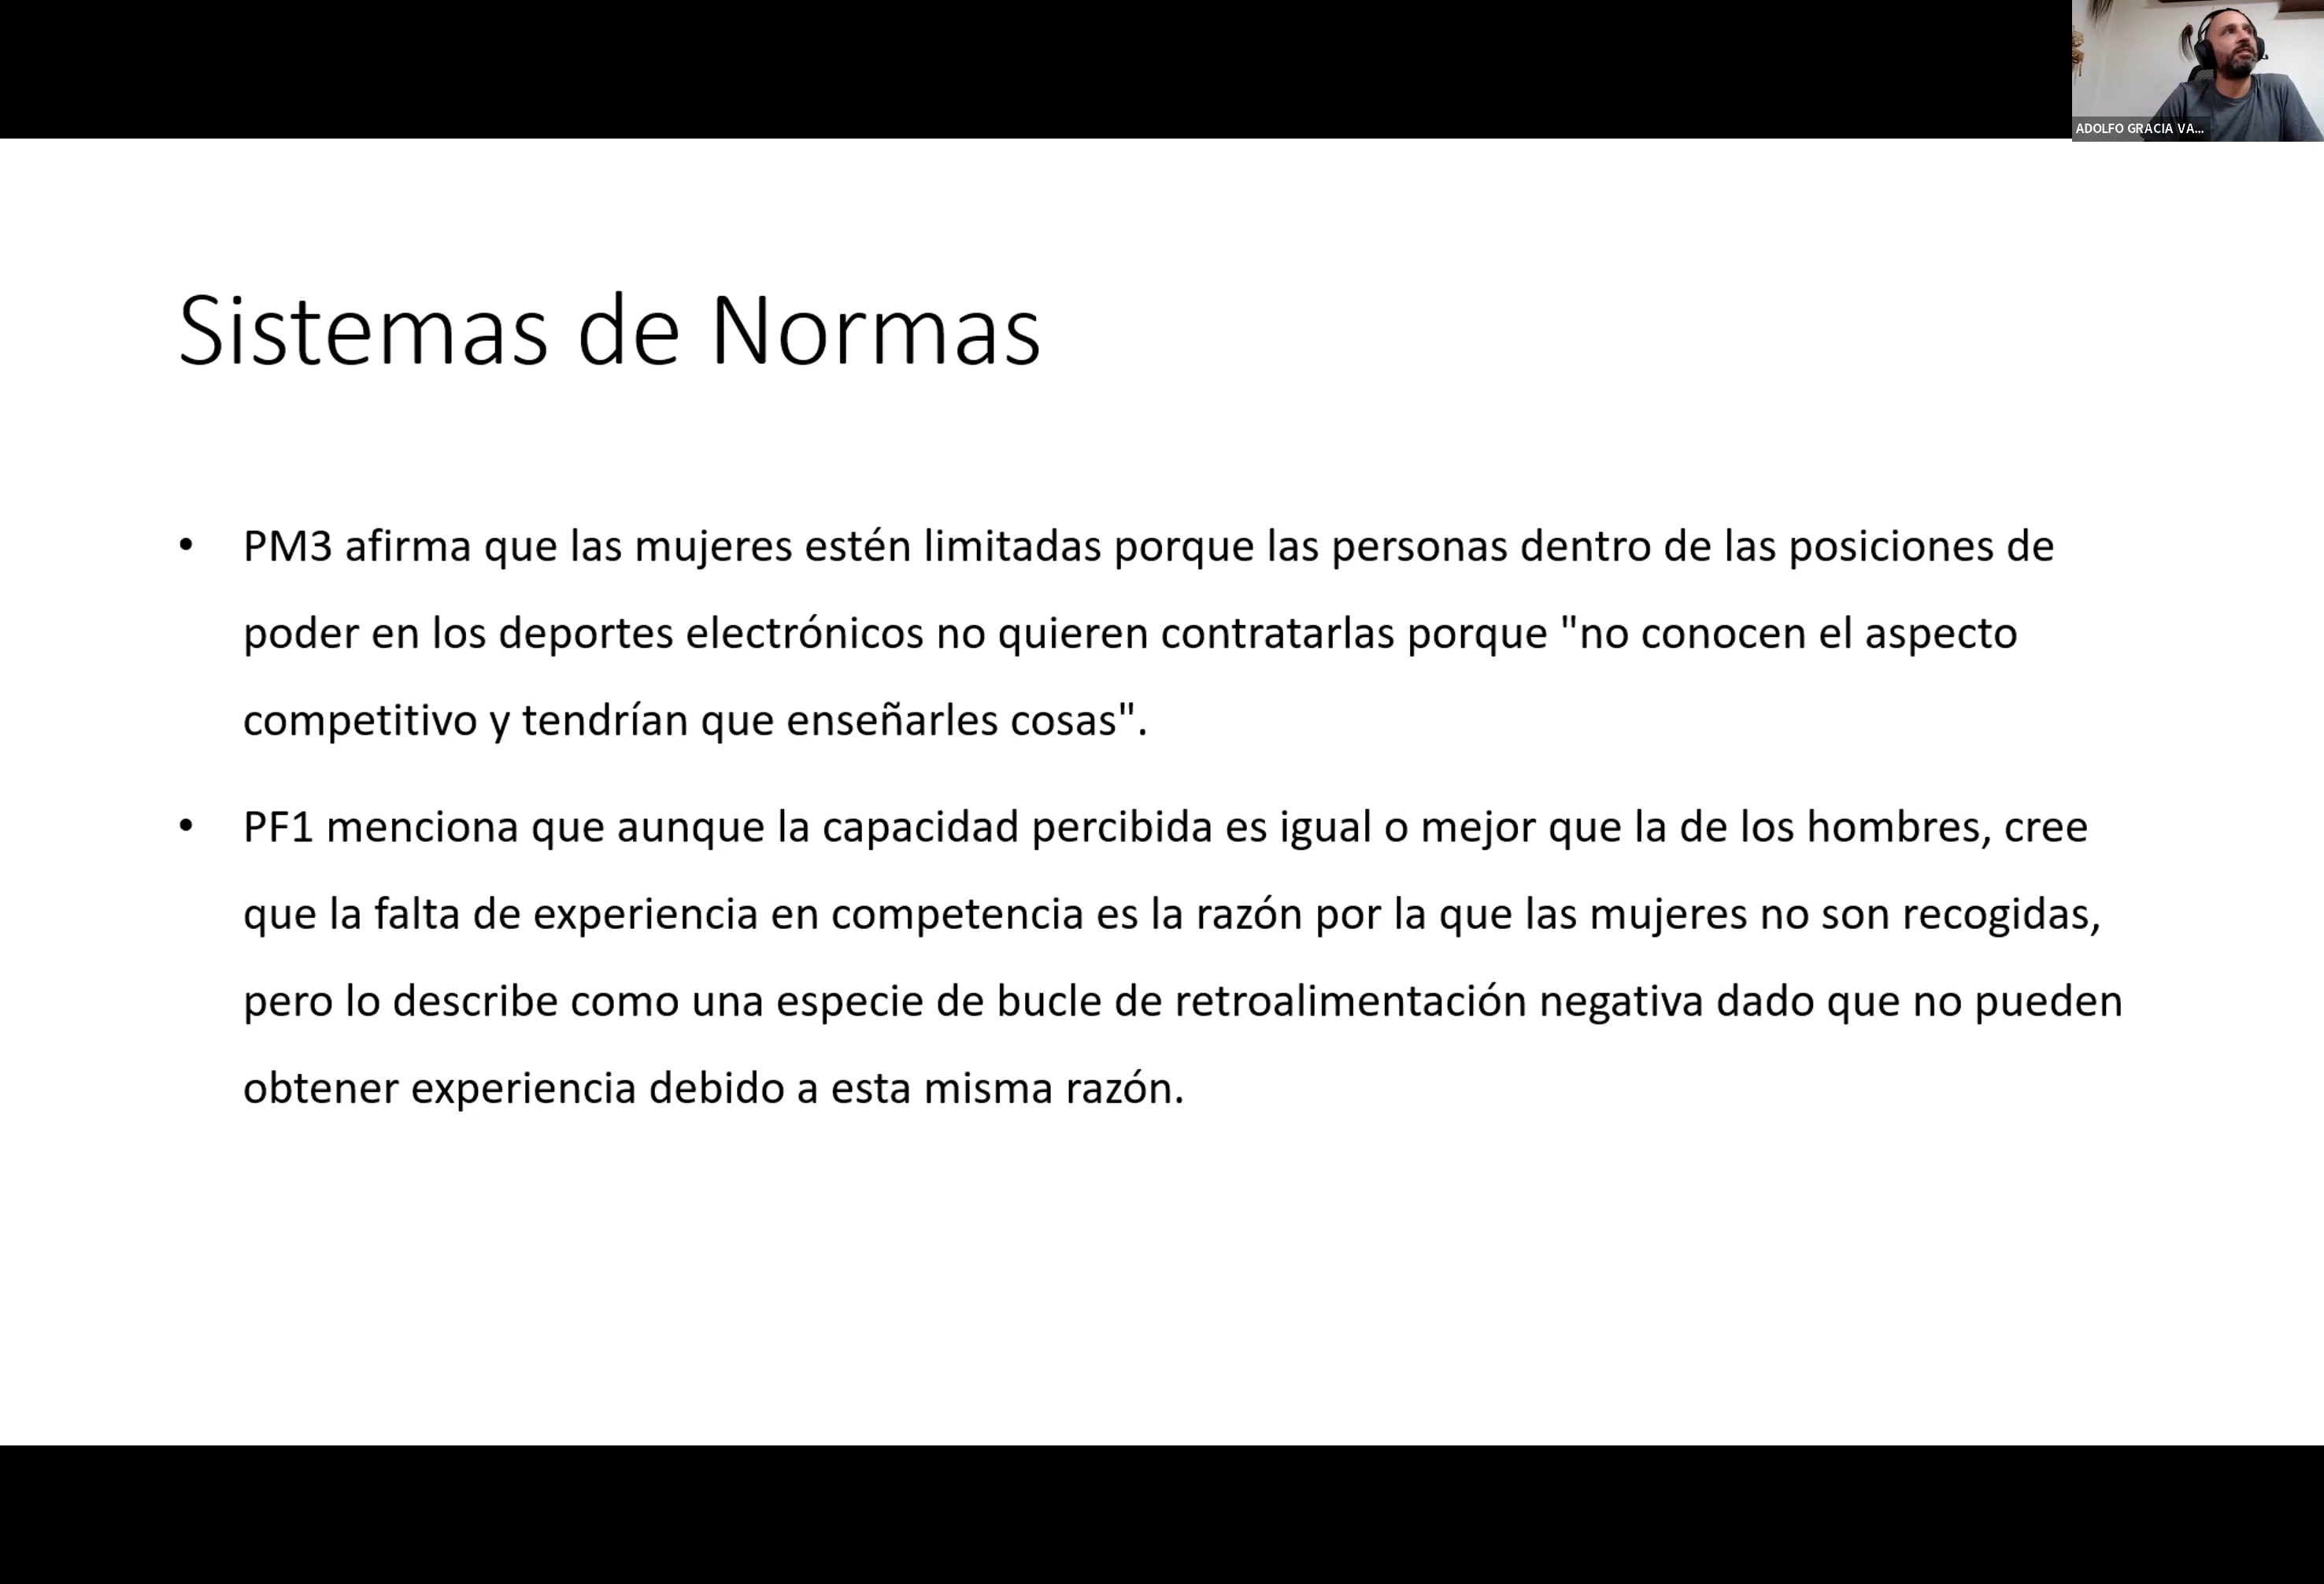 ADOLFO GRACIA VA...
Sistemas de Normas
• PM3 afirma que las mujeres estén limitadas porque las personas dentro de las posiciones de
poder en los deportes electrónicos no quieren contratarlas porque "no conocen el aspecto
competitivo y tendrían que enseñarles cosas".
• PF1 menciona que aunque la capacidad percibida es igual o mejor que la de los hombres, cree
que la falta de experiencia en competencia es la razón por la que las mujeres no son recogidas,
pero lo describe como una especie de bucle de retroalimentación negativa dado que no pueden
obtener experiencia debido a esta misma razón.